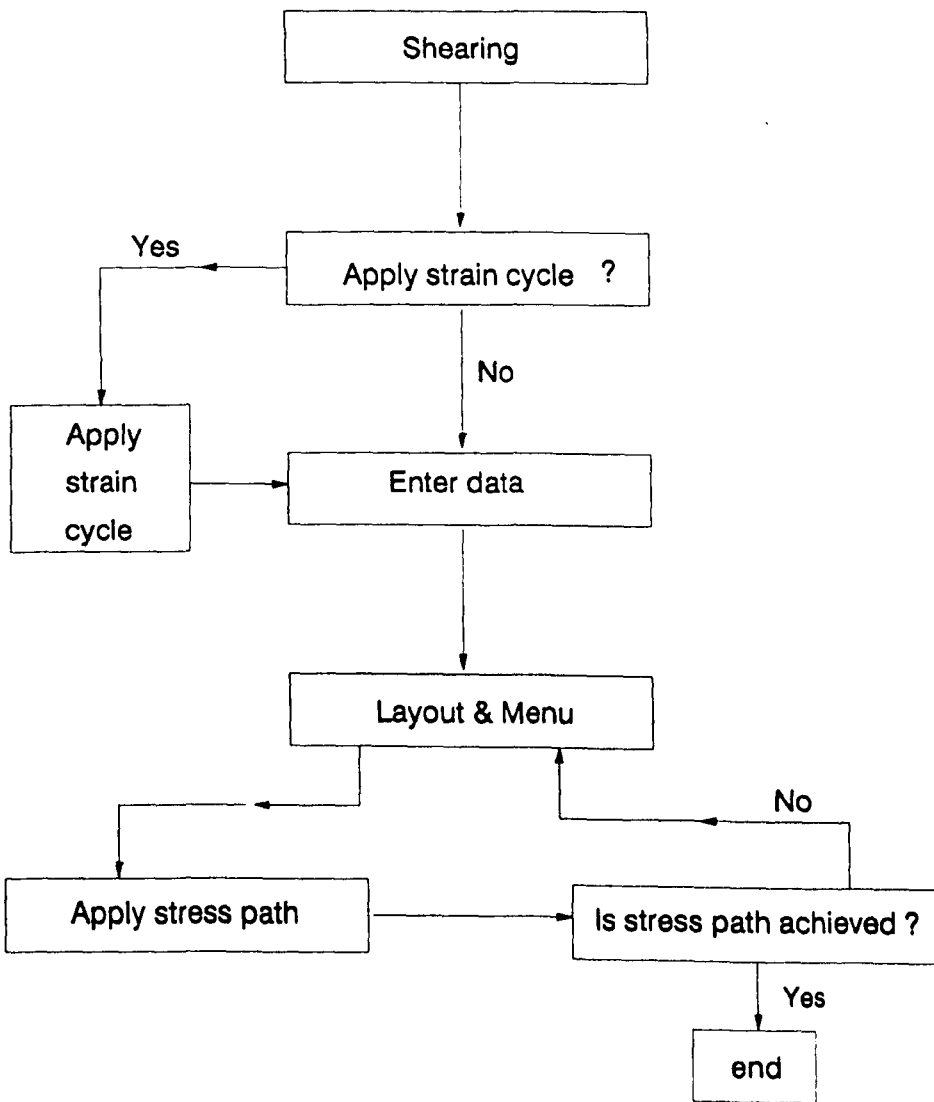 Shearing
Yes
Apply strain cycle ?
No
Apply
strain
cycle
Enter data
Layout & Menu
No
Apply stress path
Is stress path achieved ?
Yes
end